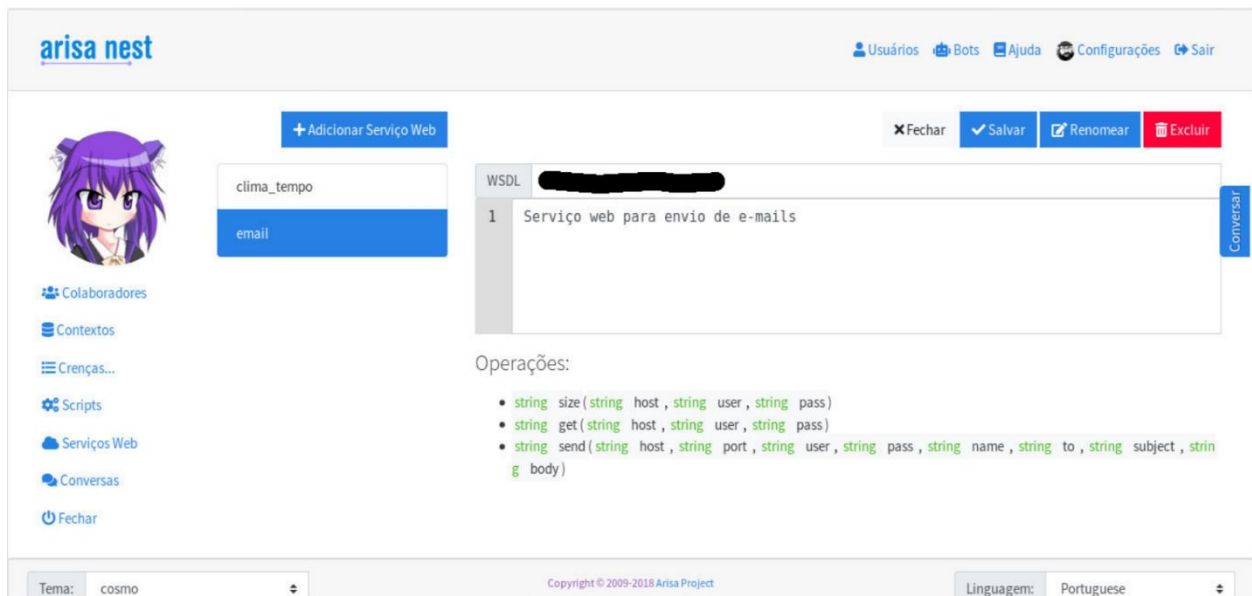 arisa nest
Usuários Bots Ajuda Configurações Sair
Adicionar Serviço Web
Fechar Salvar Renomear Excluir
clima_tempo
email
WSDL
1 Serviço web para envio de e-mails
Conversar
Colaboradores
Contextos
Crenças...
Scripts
Serviços Web
Conversas
Fechar
Operações:
string size(string host, string user, string pass)
string get(string host, string user, string pass)
string send(string host, string port, string user, string pass, string name, string to, string subject, strin
g body)
Tema: cosmo
Copyright © 2009-2018 Arisa Project
Linguagem: Portuguese